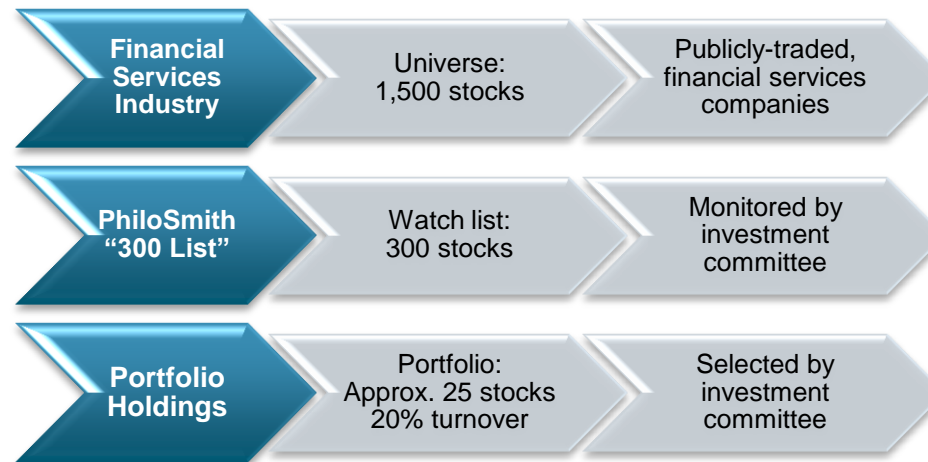 Financial
Services
Industry
Universe:
1,500 stocks
Publicly-traded,
financial services
companies
PhiloSmith
“300 List”
Watch list:
300 stocks
Monitored by
investment
committee
Portfolio
Holdings
Portfolio:
Approx. 25 stocks
20% turnover
Selected by
investment
committee